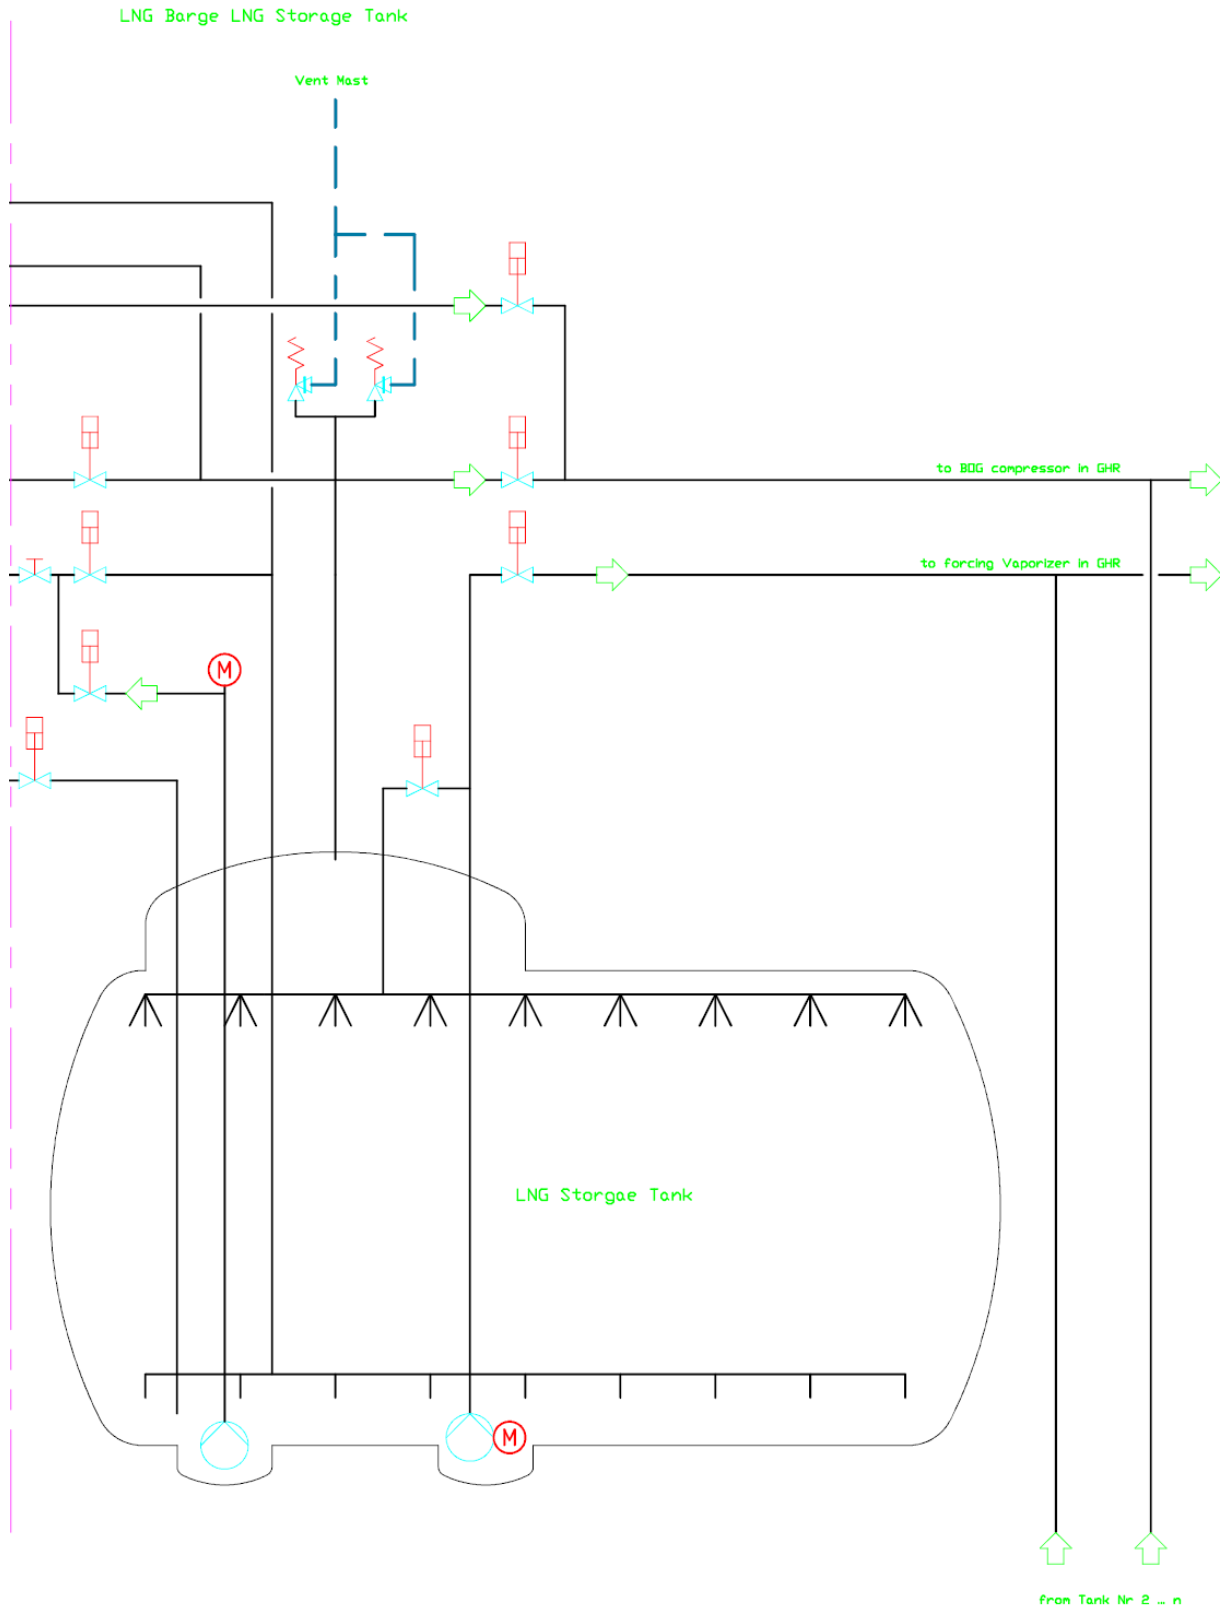 LNG Barge LNG Storage Tank
Vent Mast
to BOG compressor in GHR
to forcing Vaporizer in GHR
M
LNG Storgae Tank
M
from Tank Nr 2 ... n